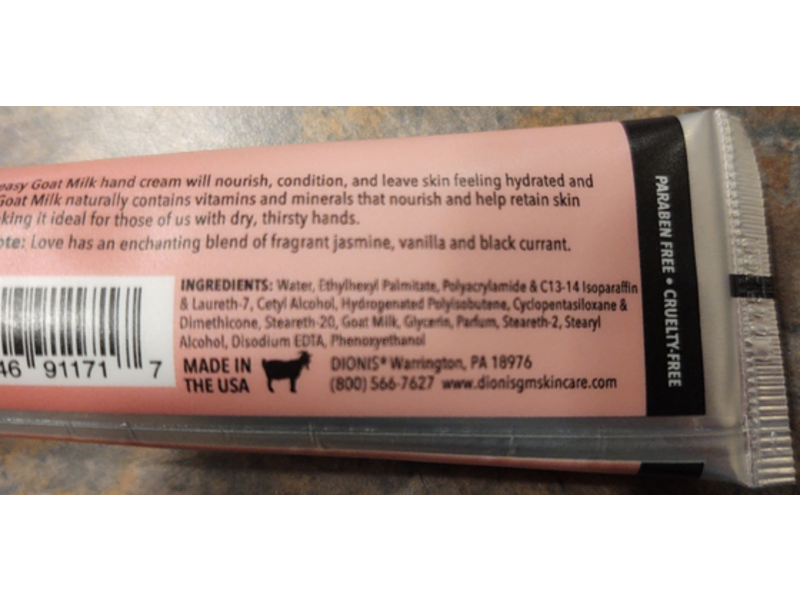 easy Goat Milk hand cream will nourish, condition, and leave skin feeling hydrated and
Goat Milk naturally contains vitamins and minerals that nourish and help retain skin
king it ideal for those of us with dry, thirsty hands.
ote: Love has an enchanting blend of fragrant jasmine, vanilla and black currant.
INGREDIENTS: Water, Ethylhexyl Palmitate, Polyacrylamide & C13-14 Isoparaffin
& Laureth-7, Cetyl Alcohol, Hydrogenated Polyisobutene, Cyclopentasiloxane &
Dimethicone, Steareth-20, Goat Milk, Glycerin, Parfum, Steareth-2, Stearyl
Alcohol, Disodium EDTA, Phenoxyethanol
46 91171 7
MADE IN
THE USA
DIONIS® Warrington, PA 18976
(800) 566-7627 www.dionisgmskincare.com
PARABEN FREE • CRUELTY-FREE